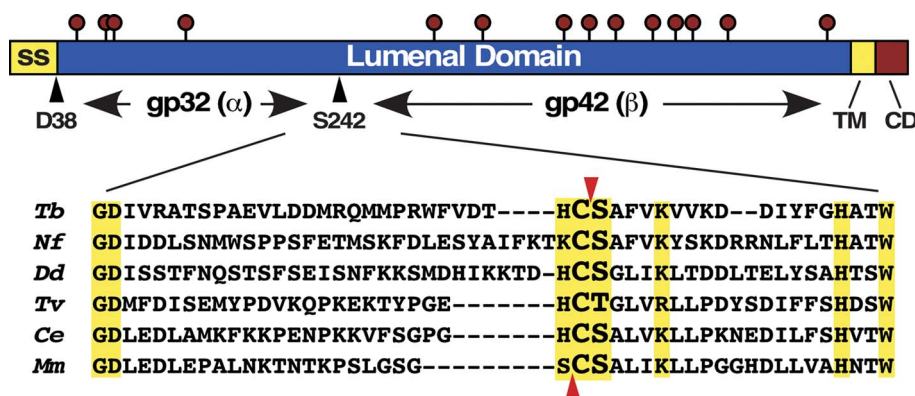 SS Lumenal Domain
gp32 (α) gp42 (β)
D38 S242 TM CD
Tb GDIVRATSPAEVLDDMRQMMPRWFVDT----HCSAFVKVVKD--DIYFGHATW
Nf GDIDDLSNMWSPPSFETMSKFDLESYAIFKTKCSAFVKYSKDRRNLFLTHATW
Dd GDISSTFNQSTSFSEISNFKKSMDHIKKTD-HCSGLIKLTDDLTELYSAHTSW
Tv GDMFDISEMYPDVKQPKEKTYPGE-------HCTGLVRLLPDYSDIFFSHDSW
Ce GDLEDLAMKFKKPENPKKVFSGPG-------HCSALVKLLPKNEDILFSHVTW
Mm GDLEDLEPALNKTNTKPSLGSG---------SCSALIKLLPGGHDLLVAHNTW